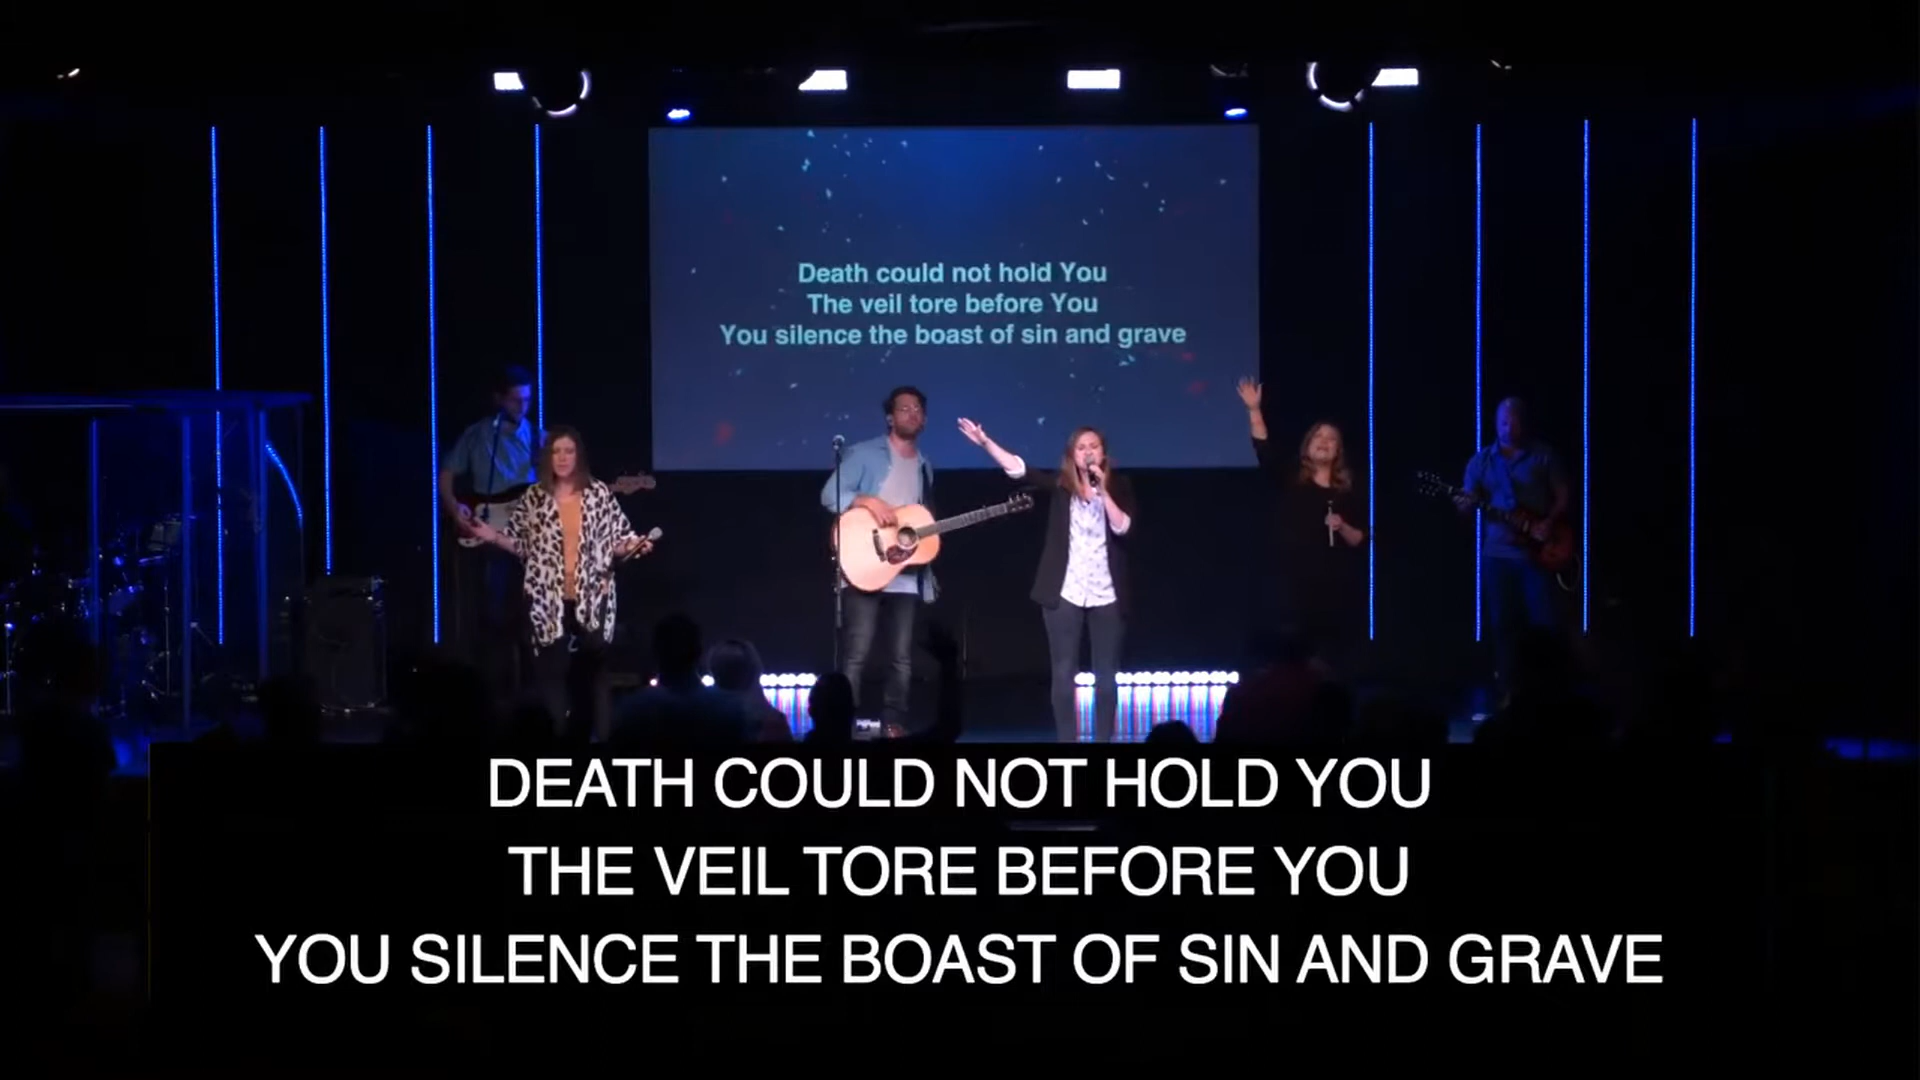 Death could not hold You
The veil tore before You
You silence the boast of sin and grave
DEATH COULD NOT HOLD YOU
THE VEIL TORE BEFORE YOU
YOU SILENCE THE BOAST OF SIN AND GRAVE